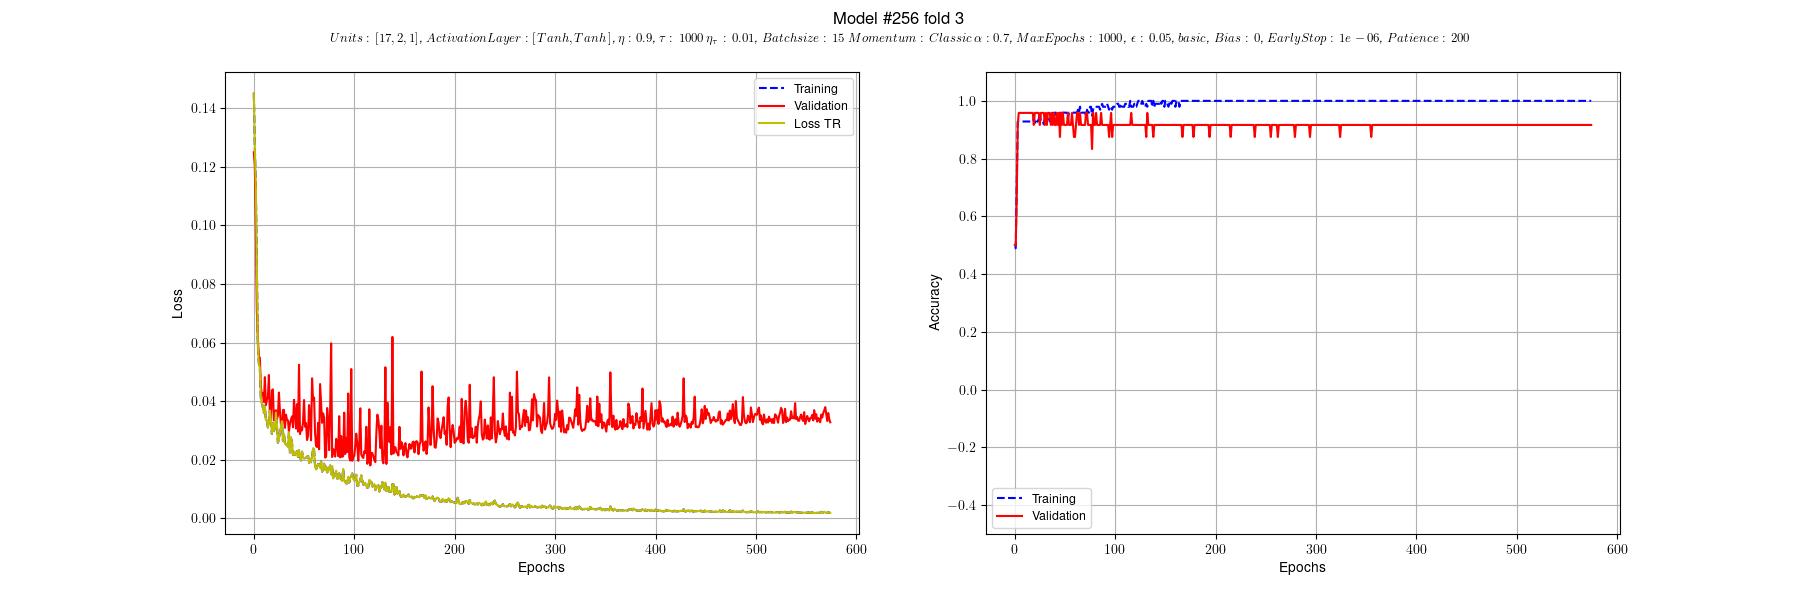 Model #256 fold 3
Units : [17, 2, 1], ActivationLayer : [Tanh, Tanh], η : 0.9, τ : 1000 η_τ : 0.01, Batchsize : 15 Momentum : Classic α : 0.7, MaxEpochs : 1000, ϵ : 0.05, basic, Bias : 0, EarlyStop : 1e − 06, Patience : 200
Loss
0.14
0.12
0.10
0.08
0.06
0.04
0.02
0.00
0 100 200 300 400 500 600
Epochs
Training
Validation
Loss TR
Accuracy
1.0
0.8
0.6
0.4
0.2
0.0
−0.2
−0.4
0 100 200 300 400 500 600
Epochs
Training
Validation